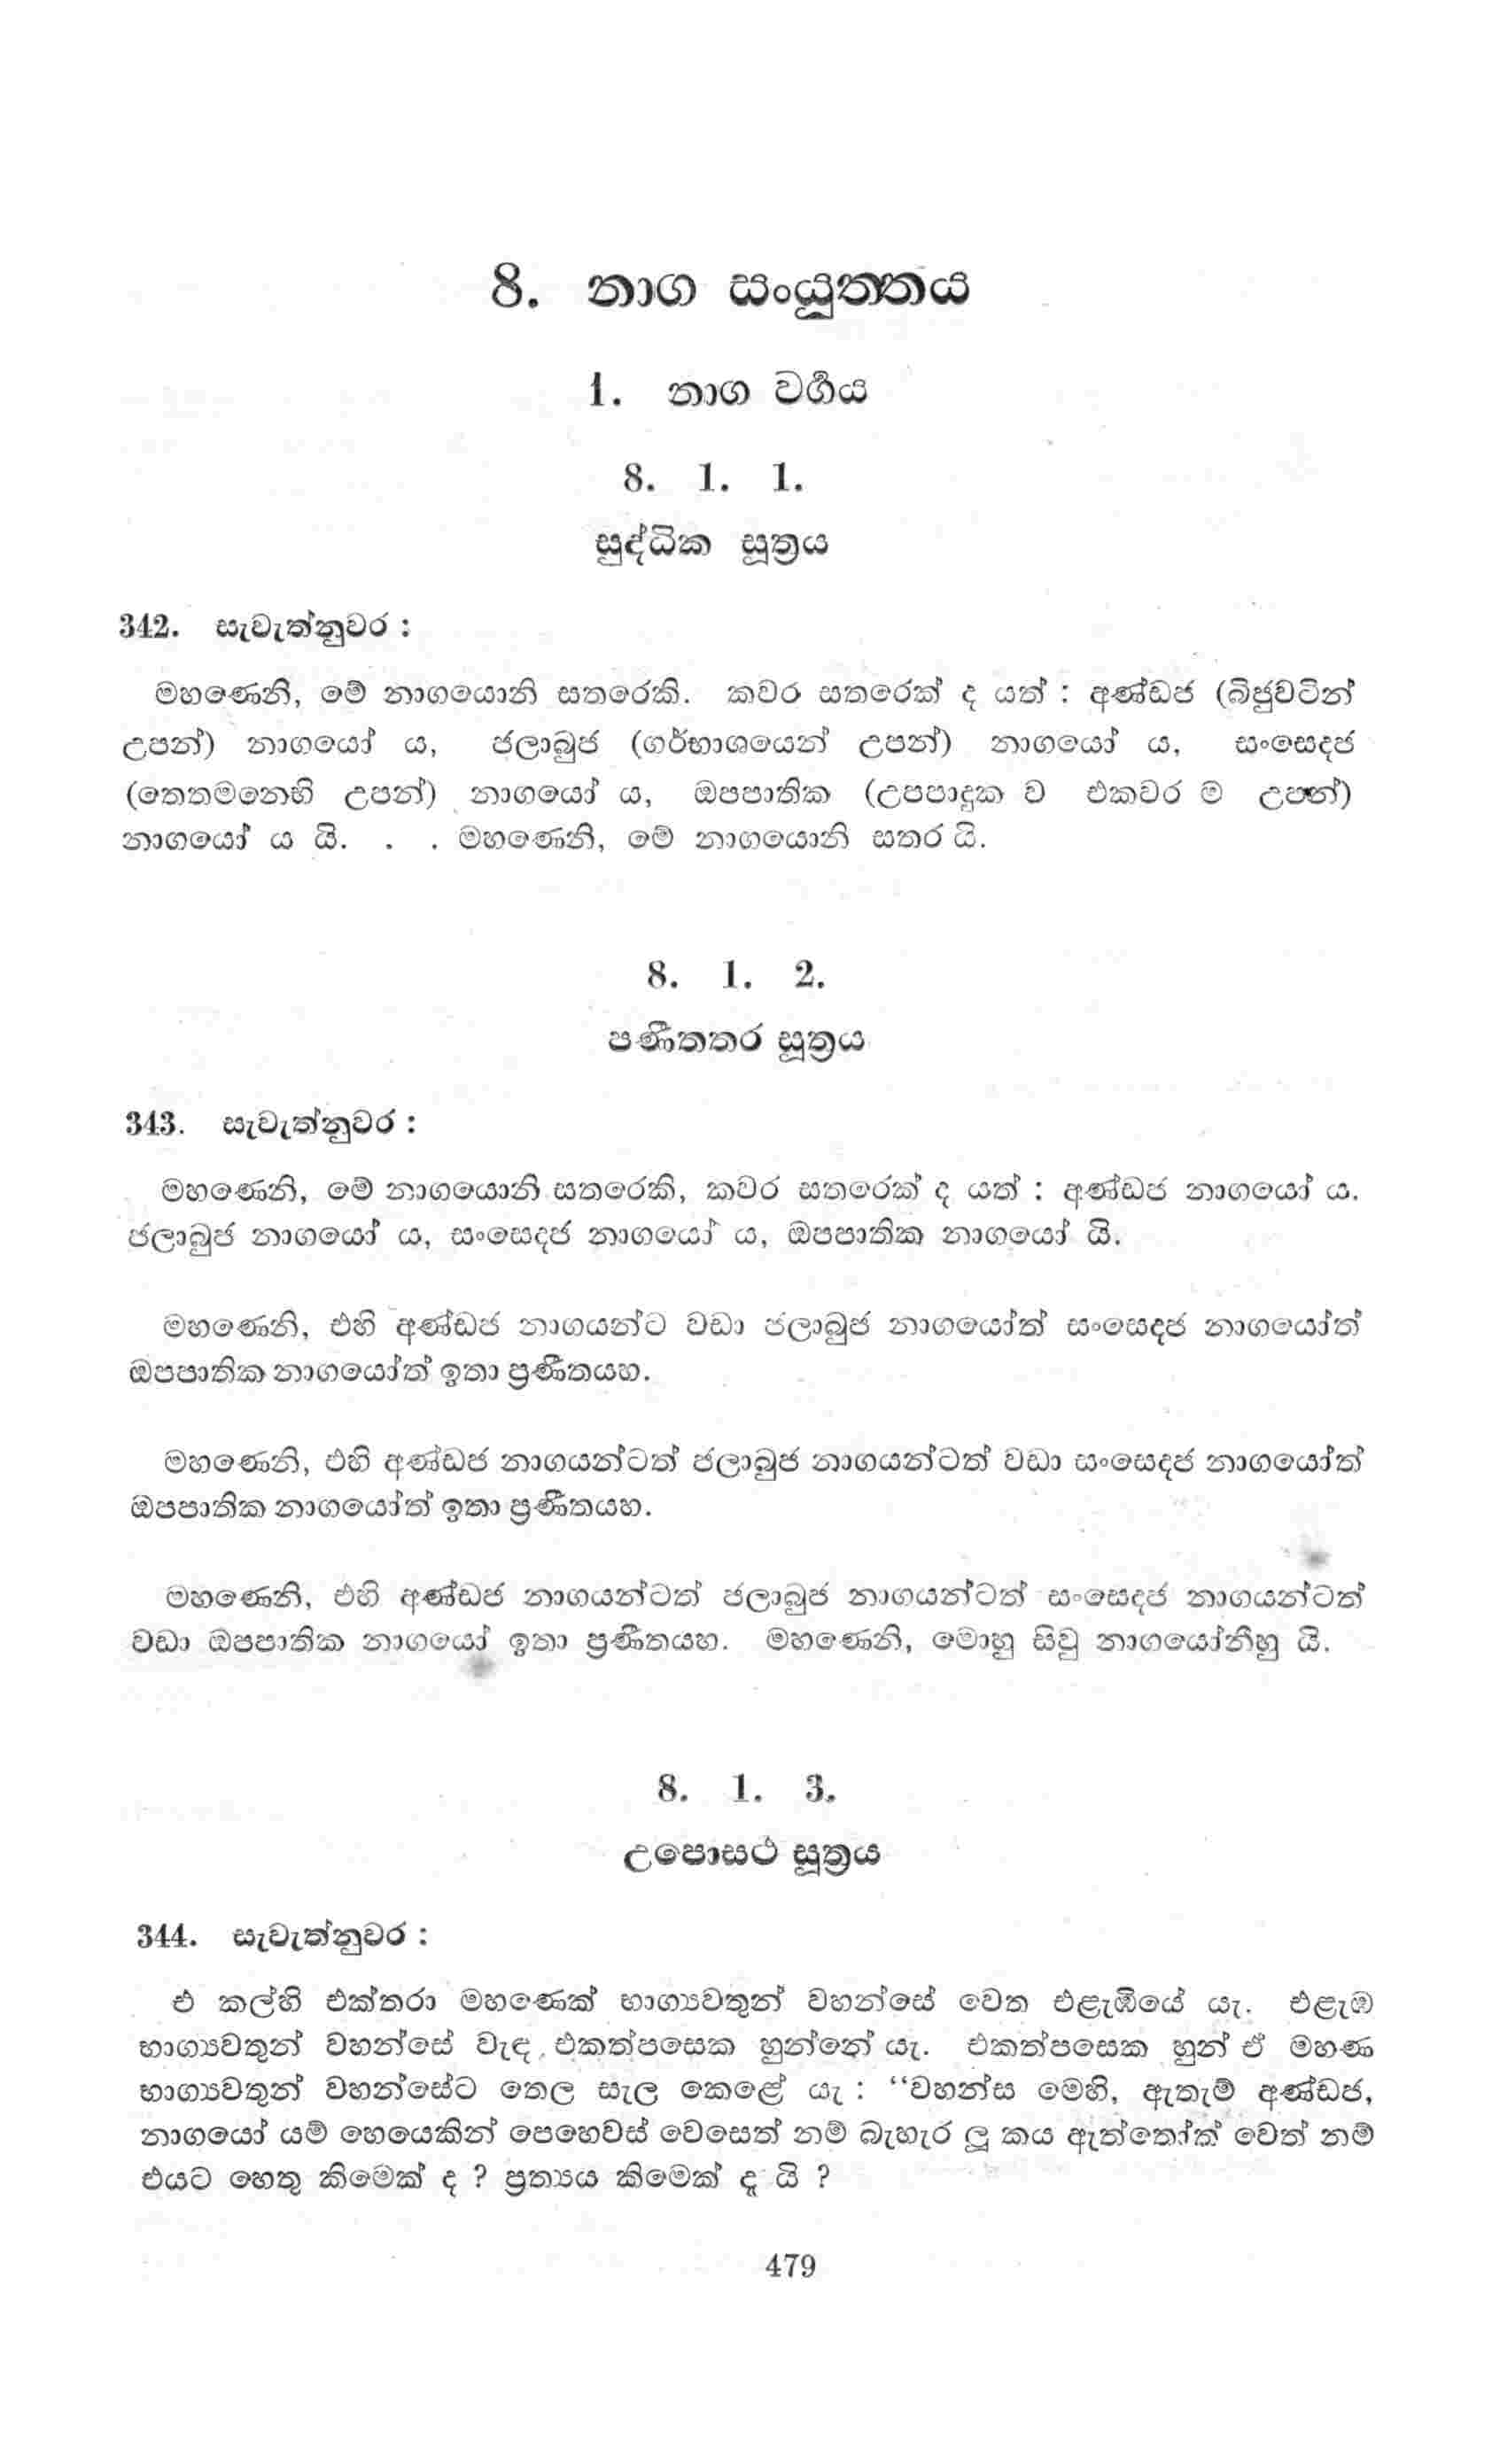 8. නාග සංයුත්තය
1. නාග වර්‍ගය
8. 1. 1.
සුද්ධික සූත්‍රය
342. සැවැත්නුවර :
මහණෙනි, මේ නාගයොනි සතරෙකි. කවර සතරෙක් ද යත් : අණ්ඩජ (බිජුවටින්
උපන්) නාගයෝ ය, ජලාබුජ (ගර්භාශයෙන් උපන්) නාගයෝ ය, සංසෙදජ
(තෙතමනෙහි උපන්) නාගයෝ ය, ඔපපාතික (උපපාදුක ව එකවර ම උපන්)
නාගයෝ ය යි. . . මහණෙනි, මේ නාගයොනි සතර යි.
8. 1. 2.
පණීතතර සූත්‍රය
343. සැවැත්නුවර :
මහණෙනි, මේ නාගයොනි සතරෙකි, කවර සතරෙක් ද යත් : අණ්ඩජ නාගයෝ ය.
ජලාබුජ නාගයෝ ය, සංසෙදජ නාගයෝ ය, ඔපපාතික නාගයෝ යි.
මහණෙනි, එහි අණ්ඩජ නාගයන්ට වඩා ජලාබුජ නාගයෝත් සංසෙදජ නාගයෝත්
ඔපපාතික නාගයෝත් ඉතා ප්‍රණීතයහ.
මහණෙනි, එහි අණ්ඩජ නාගයන්ටත් ජලාබුජ නාගයන්ටත් වඩා සංසෙදජ නාගයෝත්
ඔපපාතික නාගයෝත් ඉතා ප්‍රණීතයහ.
මහණෙනි, එහි අණ්ඩජ නාගයන්ටත් ජලාබුජ නාගයන්ටත් සංසෙදජ නාගයන්ටත්
වඩා ඔපපාතික නාගයෝ ඉතා ප්‍රණීතයහ. මහණෙනි, මොහු සිවු නාගයෝනීහු යි.
8. 1. 3.
උපොසථ සූත්‍රය
344. සැවැත්නුවර :
එ කල්හි එක්තරා මහණෙක් භාග්‍යවතුන් වහන්සේ වෙත එළැඹියේ යැ. එළැඹ
භාග්‍යවතුන් වහන්සේ වැඳ එකත්පසෙක හුන්නේ යැ. එකත්පසෙක හුන් ඒ මහණ
භාග්‍යවතුන් වහන්සේට තෙල සැල කෙළේ යැ : “වහන්ස මෙහි, ඇතැම් අණ්ඩජ,
නාගයෝ යම් හෙයෙකින් පෙහෙවස් වෙසෙත් නම් බැහැර ලූ කය ඇත්තෝක් වෙත් නම්
එයට හෙතු කිමෙක් ද ? ප්‍රත්‍යය කිමෙක් දැ යි ?
479